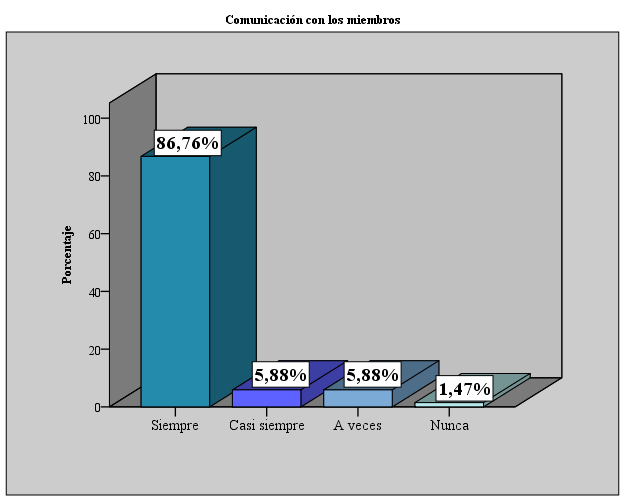 Comunicación con los miembros
Porcentaje
100
80
60
40
20
0
86,76%
5,88%
5,88%
1,47%
Siempre
Casi siempre
A veces
Nunca